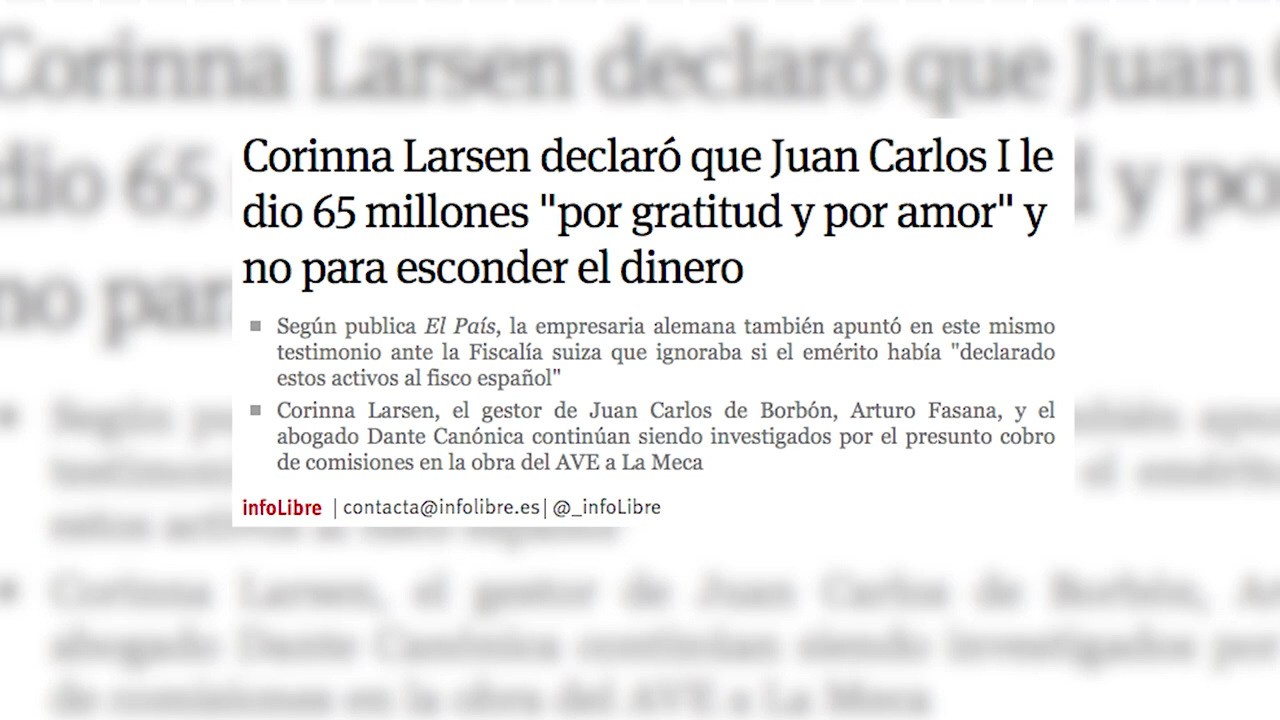 Corinna Larsen declaró que Juan Carlos I le
dio 65 millones "por gratitud y por amor" y
no para esconder el dinero
Según publica El País, la empresaria alemana también apuntó en este mismo
testimonio ante la Fiscalía suiza que ignoraba si el emérito había "declarado
estos activos al fisco español"
Corinna Larsen, el gestor de Juan Carlos de Borbón, Arturo Fasana, y el
abogado Dante Canónica continúan siendo investigados por el presunto cobro
de comisiones en la obra del AVE a La Meca
infoLibre | contacta@infolibre.es | @_infoLibre